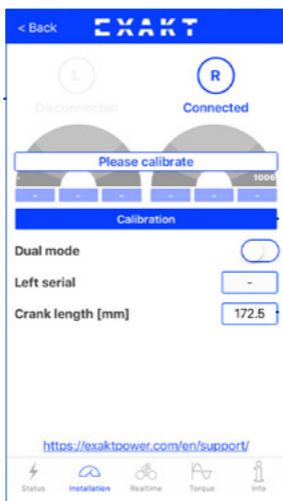 < Back EXAKT
L R
Disconnected Connected
Please calibrate
1006
- - - - - -
Calibration
Dual mode
Left serial -
Crank length [mm] 172.5
https://exaktpower.com/en/support/
Status Installation Realtime Torque Info